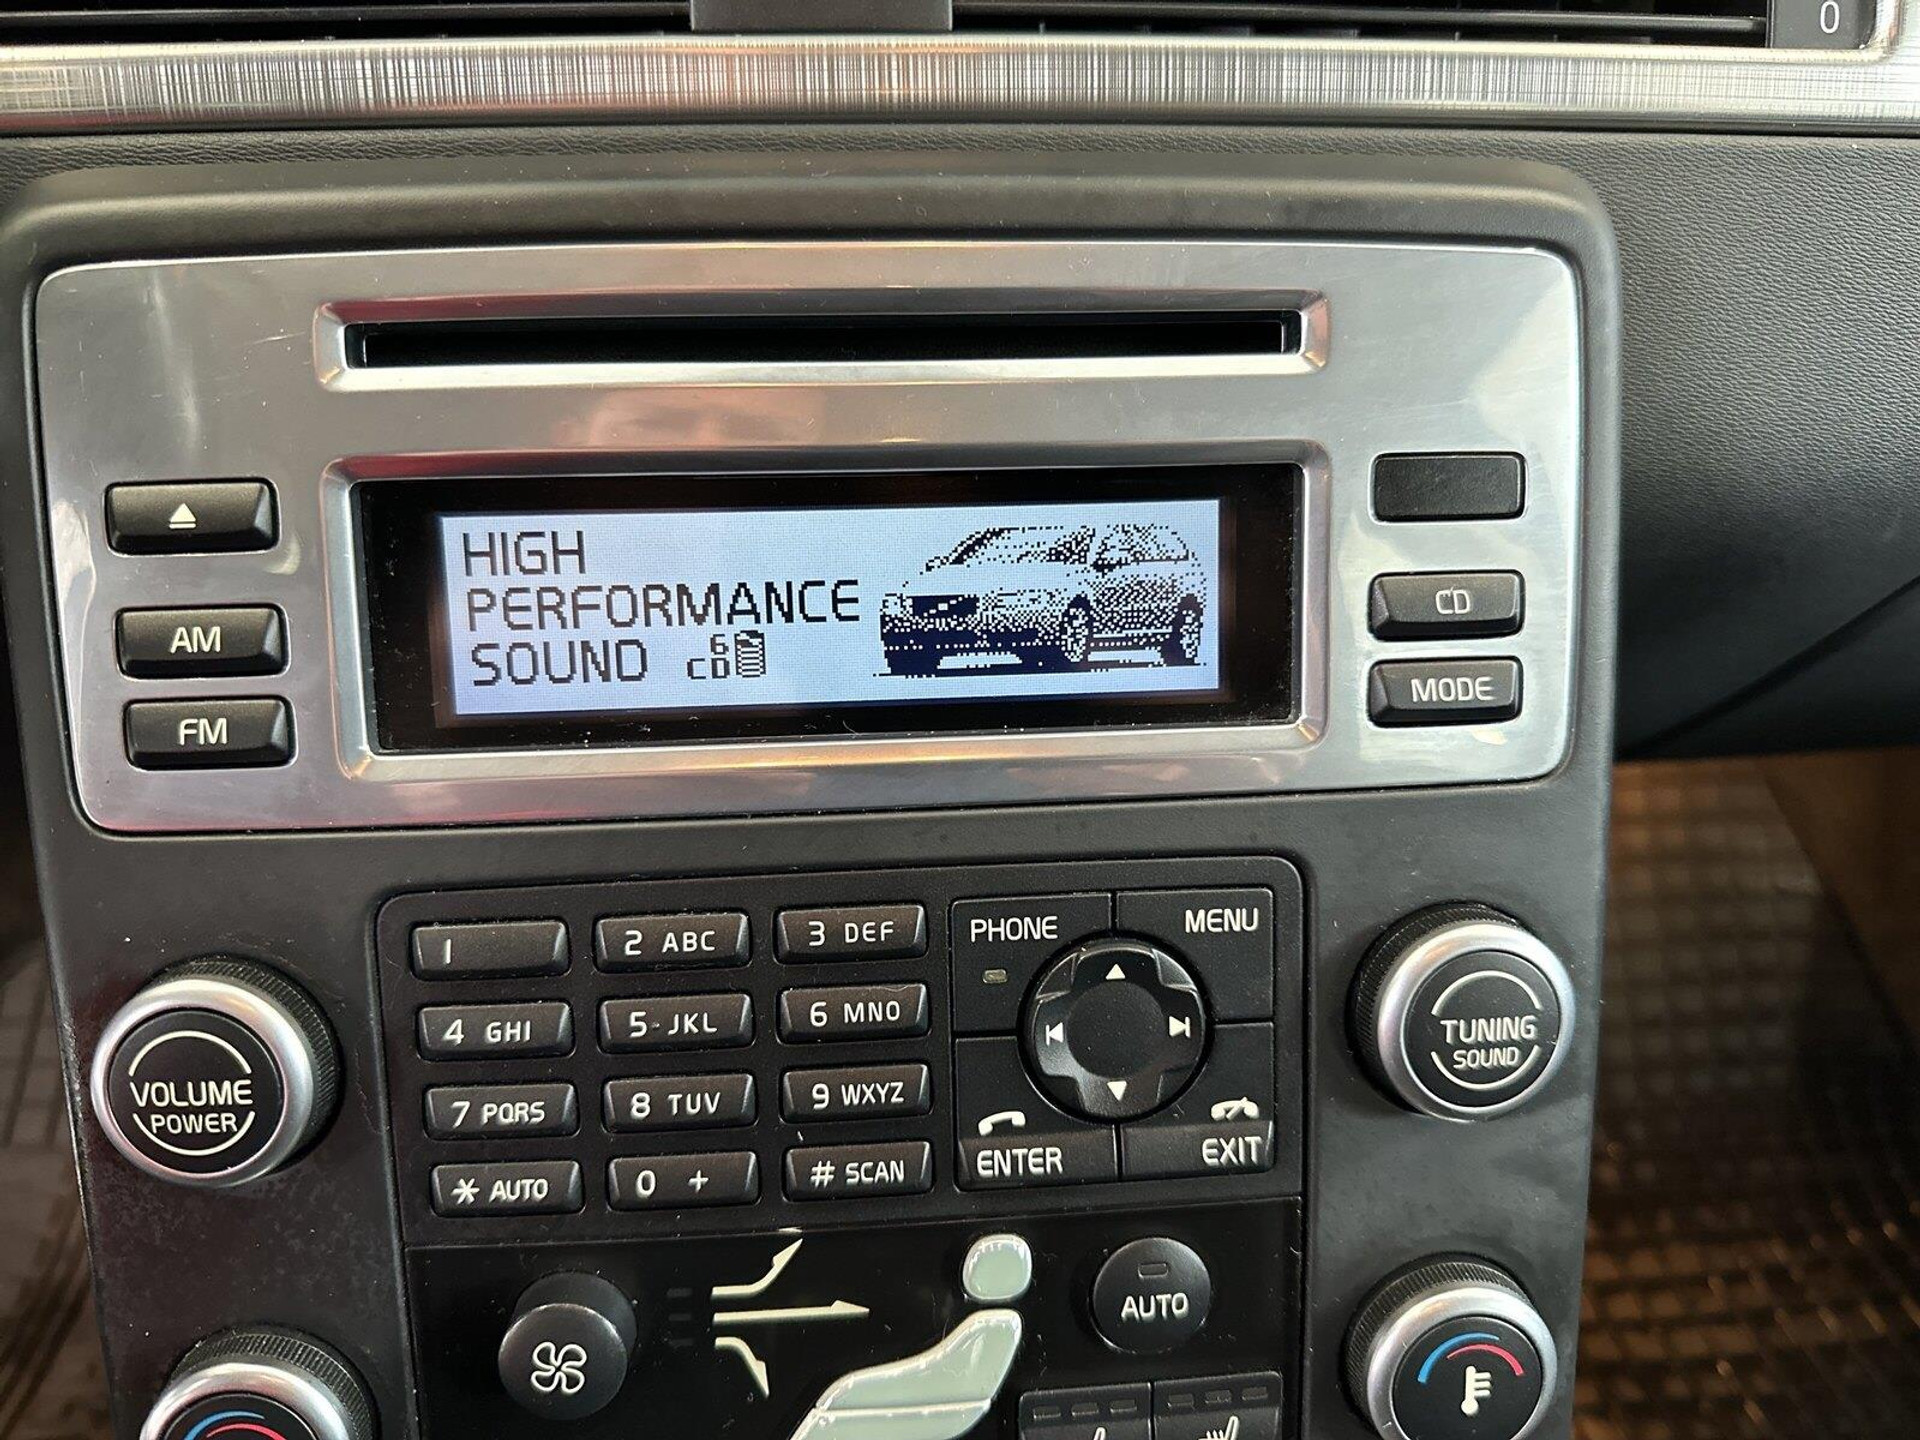 0
HIGH
PERFORMANCE
SOUND CD 6
AM
FM
CD
MODE
1
2 ABC
3 DEF
4 GHI
5 JKL
6 MNO
7 PQRS
8 TUV
9 WXYZ
* AUTO
0 +
# SCAN
PHONE
MENU
ENTER
EXIT
VOLUME
POWER
TUNING
SOUND
AUTO